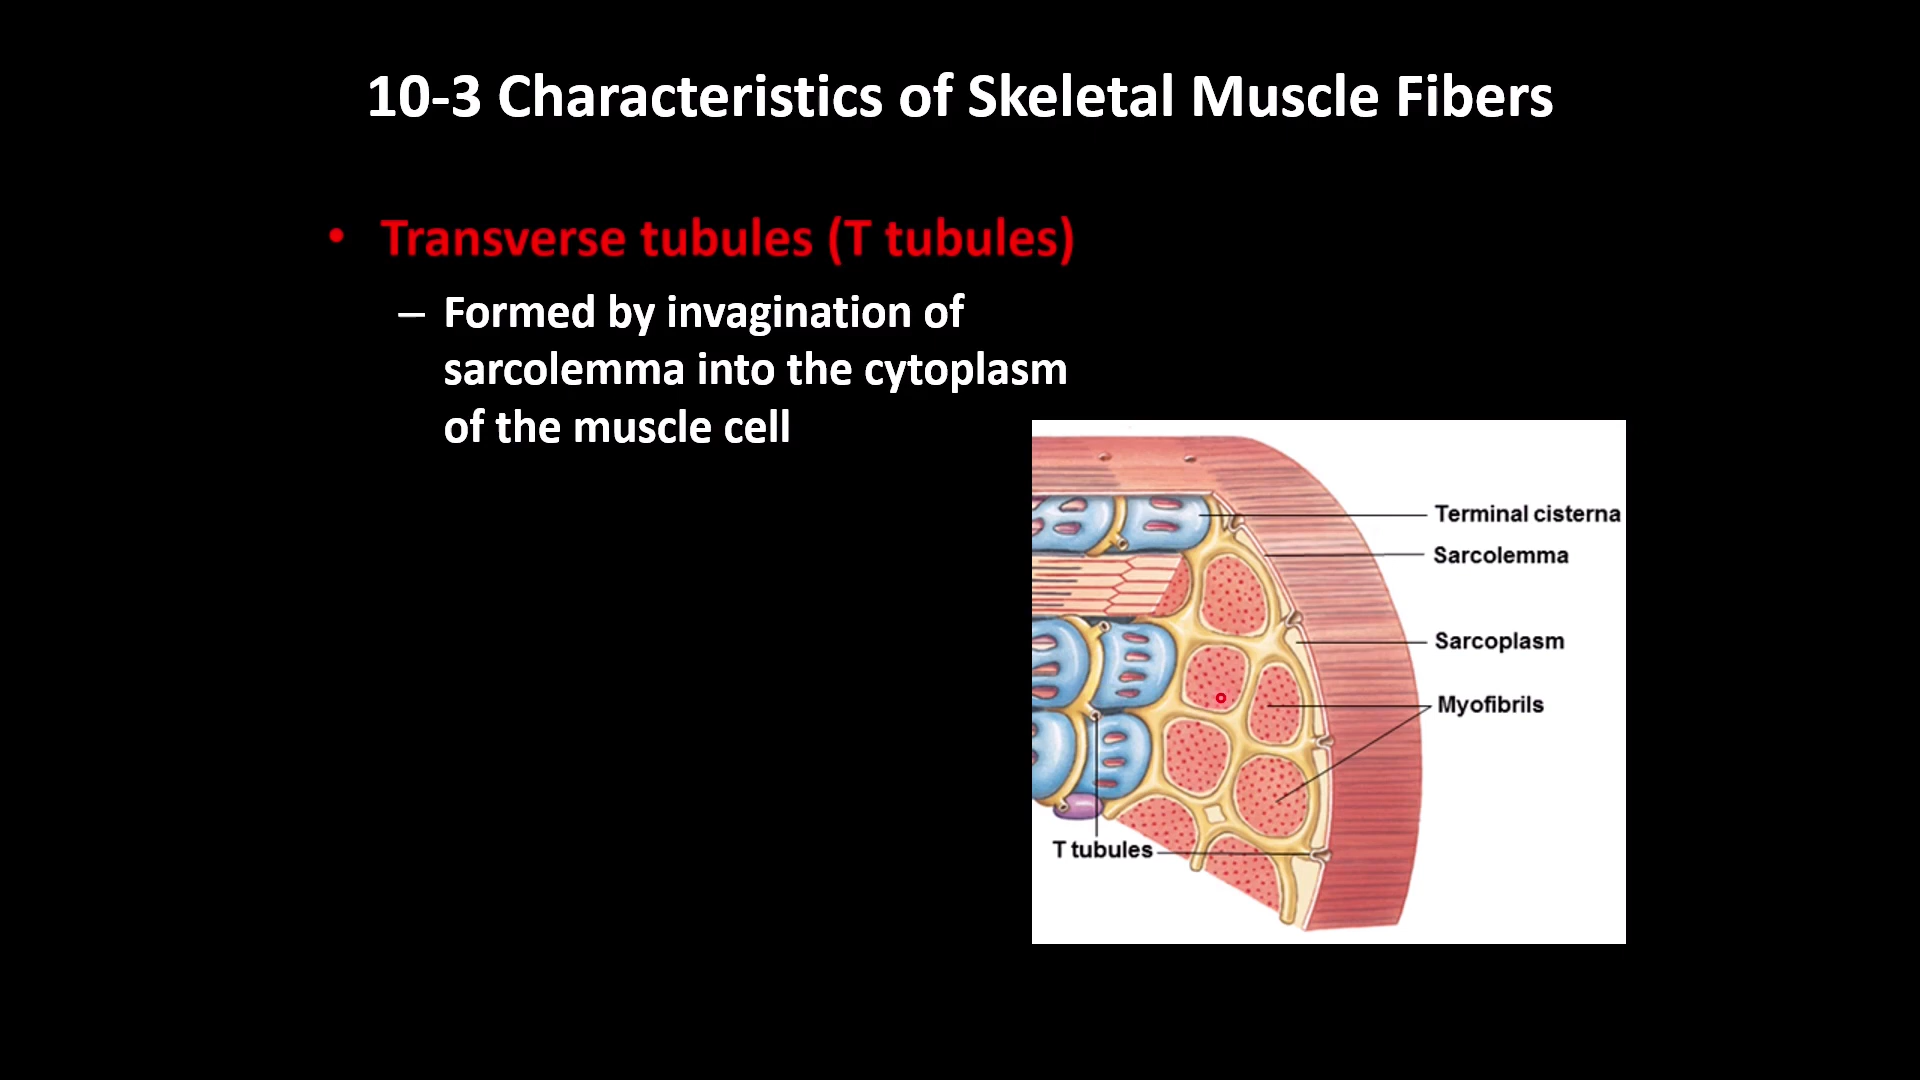 10-3 Characteristics of Skeletal Muscle Fibers
• Transverse tubules (T tubules)
– Formed by invagination of
sarcolemma into the cytoplasm
of the muscle cell
Terminal cisterna
Sarcolemma
Sarcoplasm
Myofibrils
T tubules